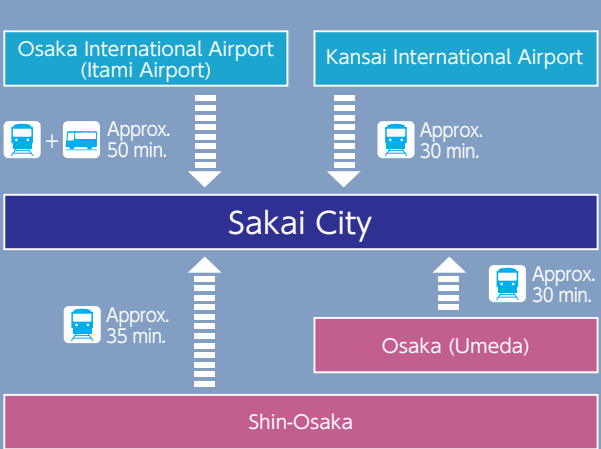 Osaka International Airport
(Itami Airport)
Kansai International Airport
+
Approx.
50 min.
Approx.
30 min.
Sakai City
Approx.
35 min.
Approx.
30 min.
Osaka (Umeda)
Shin-Osaka